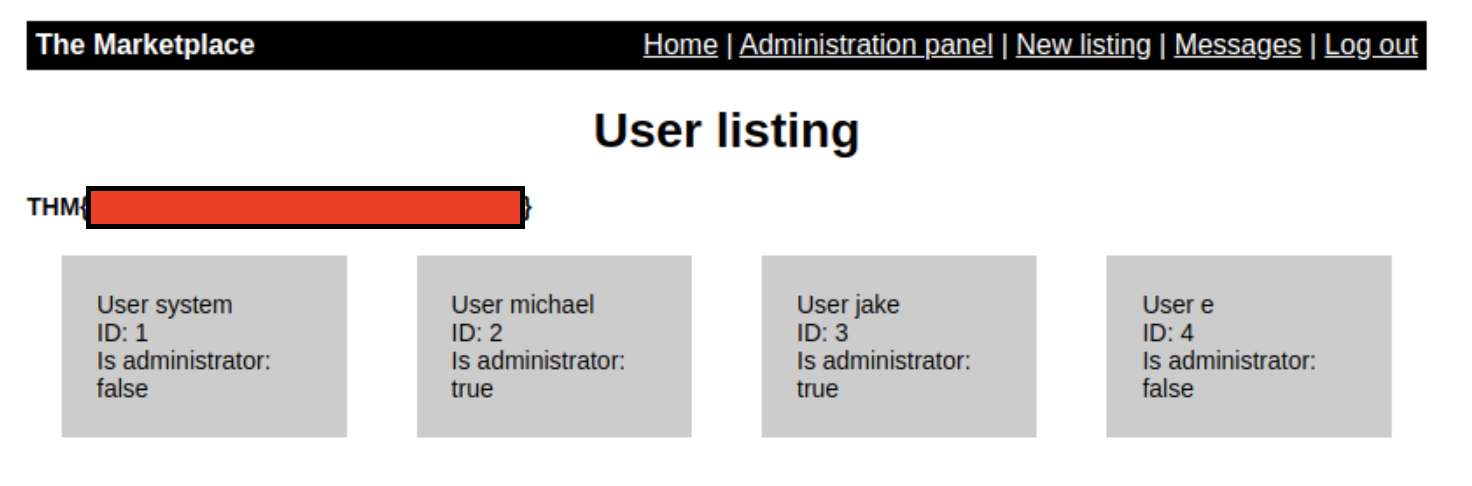 The Marketplace Home | Administration panel | New listing | Messages | Log out
User listing
THM{ }
User system
ID: 1
Is administrator:
false
User michael
ID: 2
Is administrator:
true
User jake
ID: 3
Is administrator:
true
User e
ID: 4
Is administrator:
false